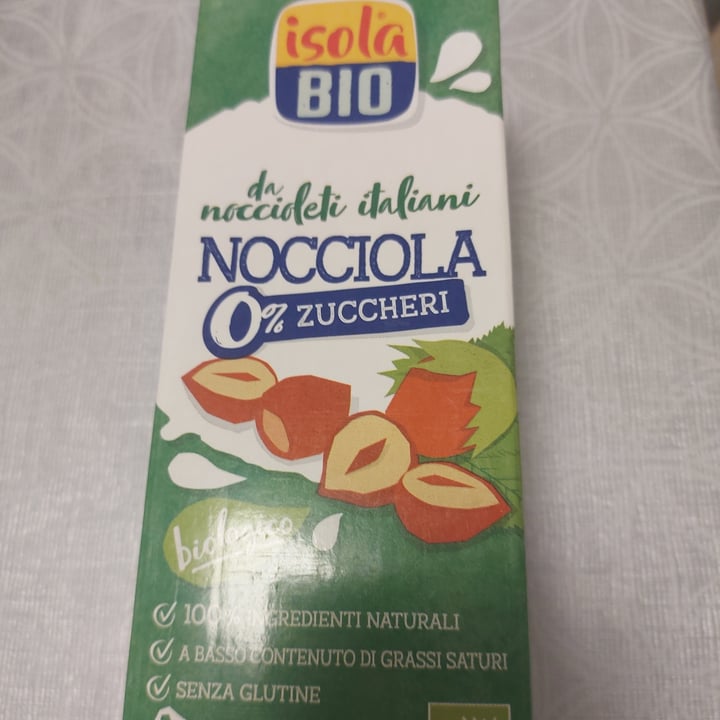 isola
BIO
da
noccioleti italiani
NOCCIOLA
0% ZUCCHERI
biologico
100% INGREDIENTI NATURALI
A BASSO CONTENUTO DI GRASSI SATURI
SENZA GLUTINE